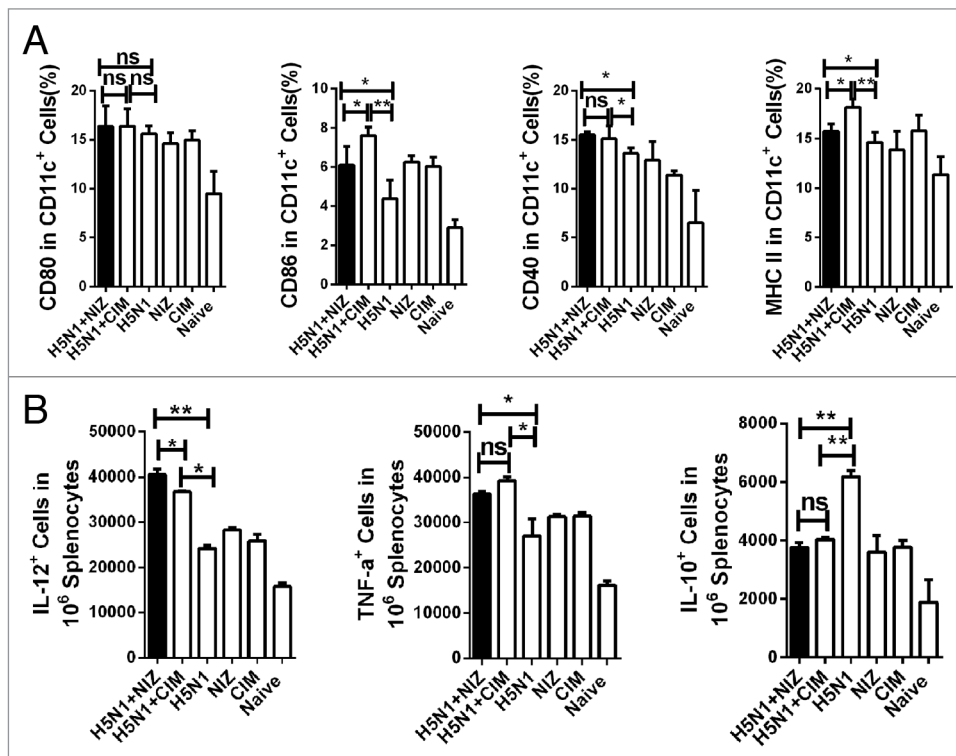 A
CD80 in CD11c+ Cells(%)
20
15
10
5
0
ns
ns
ns
H5N1+NIZ
H5N1+CIM
H5N1
NIZ
CIM
Naive
CD86 in CD11c+ Cells(%)
10
8
6
4
2
0
*
*
**
H5N1+NIZ
H5N1+CIM
H5N1
NIZ
CIM
Naive
CD40 in CD11c+ Cells(%)
20
15
10
5
0
*
ns
*
H5N1+NIZ
H5N1+CIM
H5N1
NIZ
CIM
Naive
MHC II in CD11c+ Cells(%)
20
15
10
5
0
*
*
**
H5N1+NIZ
H5N1+CIM
H5N1
NIZ
CIM
Naive
B
IL-12+ Cells in
10⁶ Splenocytes
50000
40000
30000
20000
10000
0
**
*
*
H5N1+NIZ
H5N1+CIM
H5N1
NIZ
CIM
Naive
TNF-a+ Cells in
10⁶ Splenocytes
50000
40000
30000
20000
10000
0
*
ns
*
H5N1+NIZ
H5N1+CIM
H5N1
NIZ
CIM
Naive
IL-10+ Cells in
10⁶ Splenocytes
8000
6000
4000
2000
0
**
**
ns
H5N1+NIZ
H5N1+CIM
H5N1
NIZ
CIM
Naive